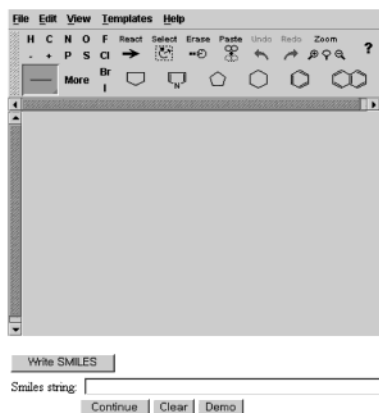 File Edit View Templates Help
H C N O F React Select Erase Paste Undo Redo Zoom
- + P S Cl ?
More Br N
I
Write SMILES
Smiles string:
Continue Clear Demo